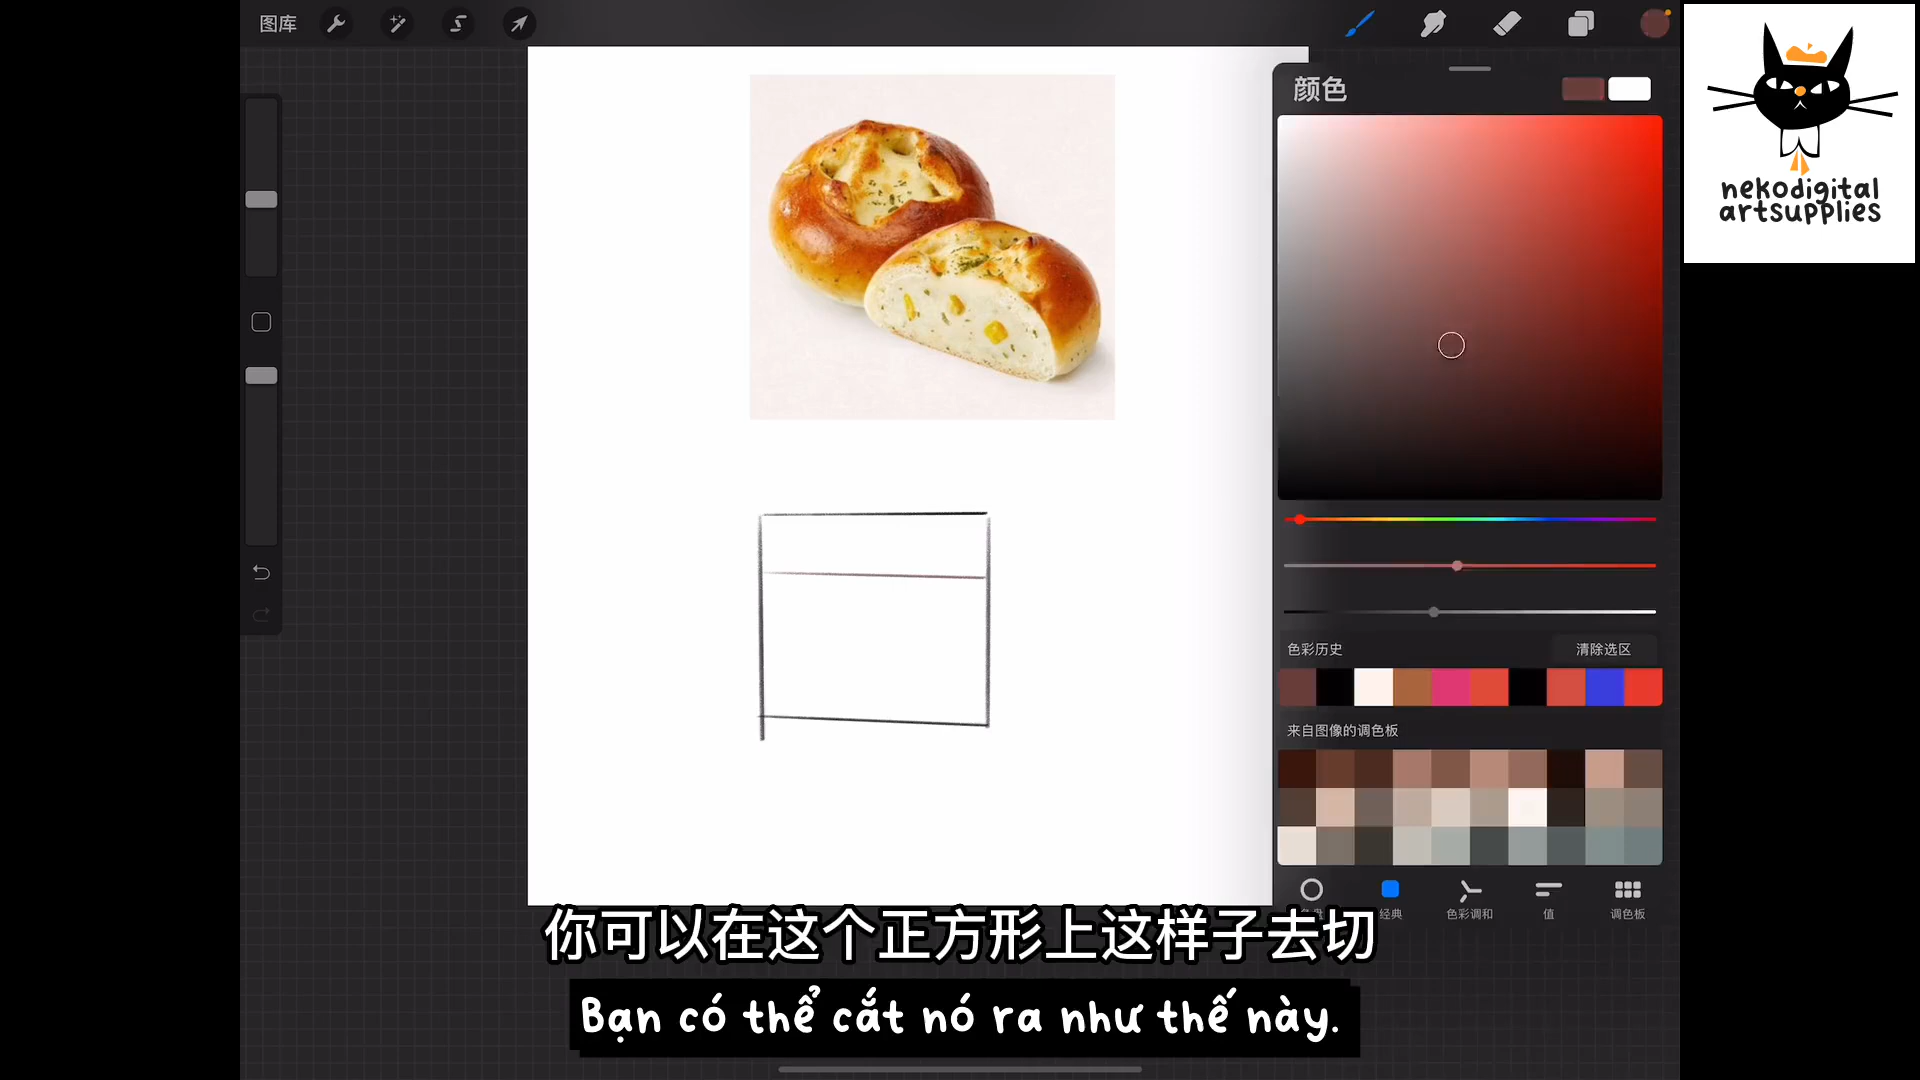 图库
颜色
nekodigital
artsupplies
色彩历史
清除选区
来自图像的调色板
经典
色彩调和
值
调色板
你可以在这个正方形上这样子去切
Bạn có thể cắt nó ra như thế này.